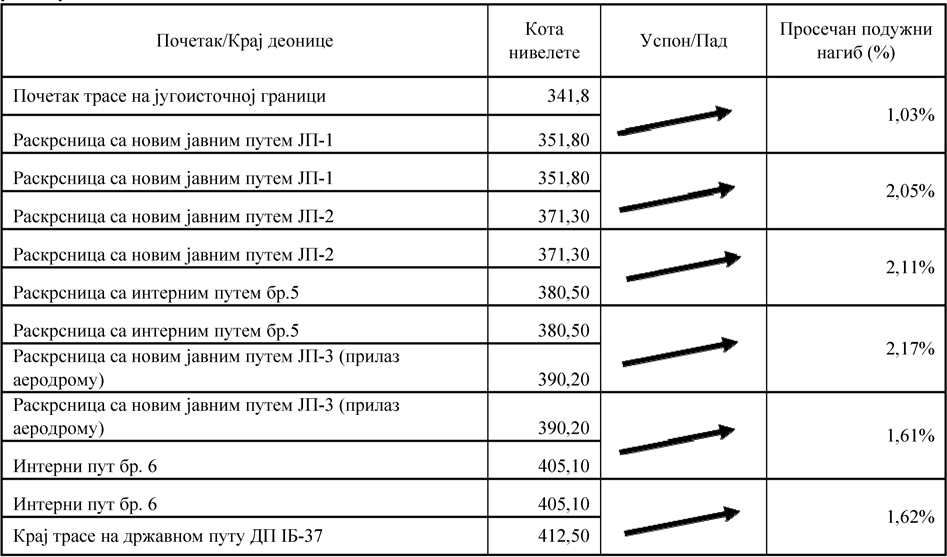 Почетак/Крај деонице
Кота
нивелете
Успон/Пад
Просечан подужни
нагиб (%)
Почетак трасе на југоисточној граници 341,8
1,03%
Раскрсница са новим јавним путем ЈП-1 351,80
Раскрсница са новим јавним путем ЈП-1 351,80
2,05%
Раскрсница са новим јавним путем ЈП-2 371,30
Раскрсница са новим јавним путем ЈП-2 371,30
2,11%
Раскрсница са интерним путем бр.5 380,50
Раскрсница са интерним путем бр.5 380,50
2,17%
Раскрсница са новим јавним путем ЈП-3 (прилаз
аеродрому) 390,20
Раскрсница са новим јавним путем ЈП-3 (прилаз
аеродрому) 390,20
1,61%
Интерни пут бр. 6 405,10
Интерни пут бр. 6 405,10
1,62%
Крај трасе на државном путу ДП IБ-37 412,50